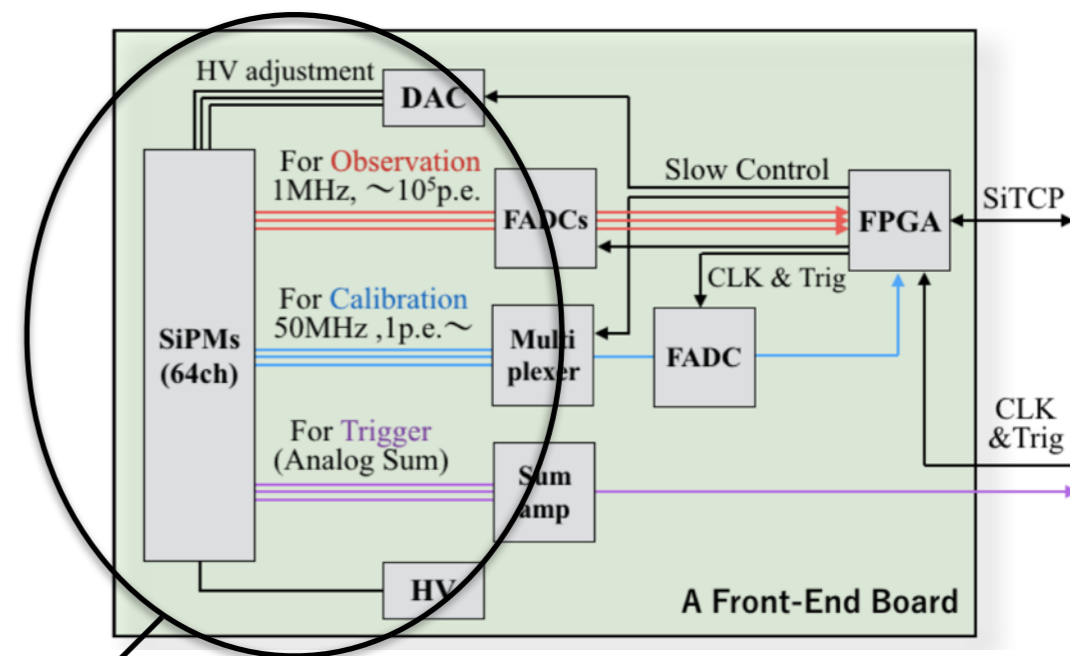 HV adjustment
DAC
For Observation
1MHz, ～10⁵p.e.
FADCs
Slow Control
FPGA
SiTCP
CLK & Trig
For Calibration
50MHz ,1p.e.～
SiPMs
(64ch)
Multi
plexer
FADC
CLK
&Trig
For Trigger
(Analog Sum)
Sum
amp
HV
A Front-End Board